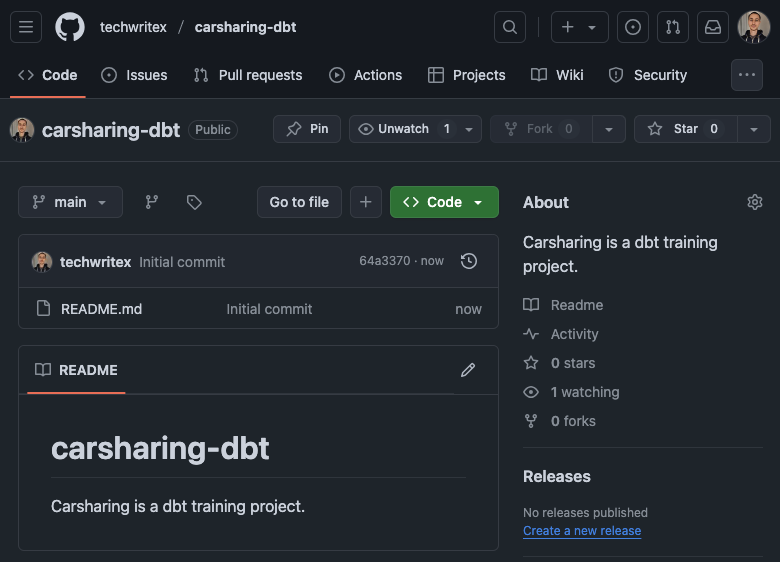 techwritex / carsharing-dbt
Code Issues Pull requests Actions Projects Wiki Security
carsharing-dbt Public Pin Unwatch 1 Fork 0 Star 0
main Go to file Code
techwritex Initial commit 64a3370 · now
README.md Initial commit now
README
carsharing-dbt
Carsharing is a dbt training project.
About
Carsharing is a dbt training
project.
Readme
Activity
0 stars
1 watching
0 forks
Releases
No releases published
Create a new release